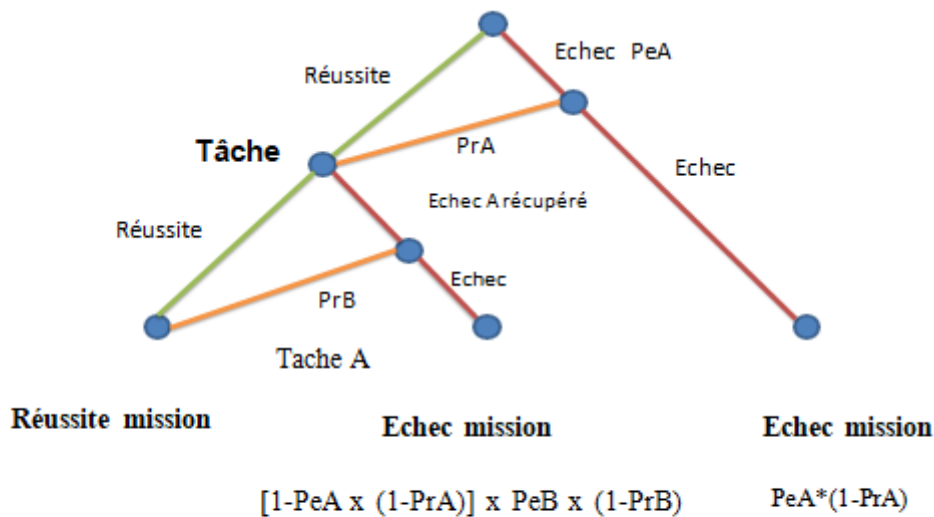 Echec PeA
Réussite
Tâche
PrA
Echec
Echec A récupéré
Réussite
Echec
PrB
Tache A
Réussite mission
Echec mission
Echec mission
[1-PeA x (1-PrA)] x PeB x (1-PrB)
PeA*(1-PrA)